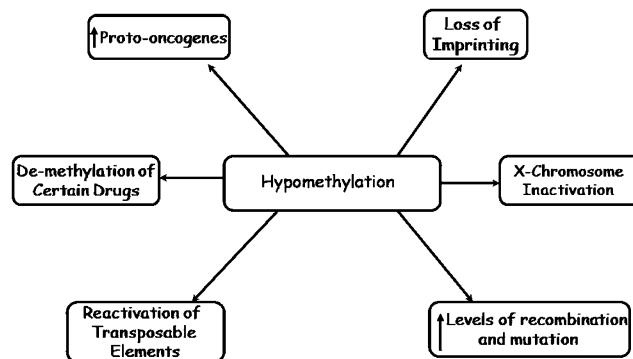 ↑ Proto-oncogenes
Loss of
Imprinting
De-methylation of
Certain Drugs
Hypomethylation
X-Chromosome
Inactivation
Reactivation of
Transposable
Elements
↑ Levels of recombination
and mutation